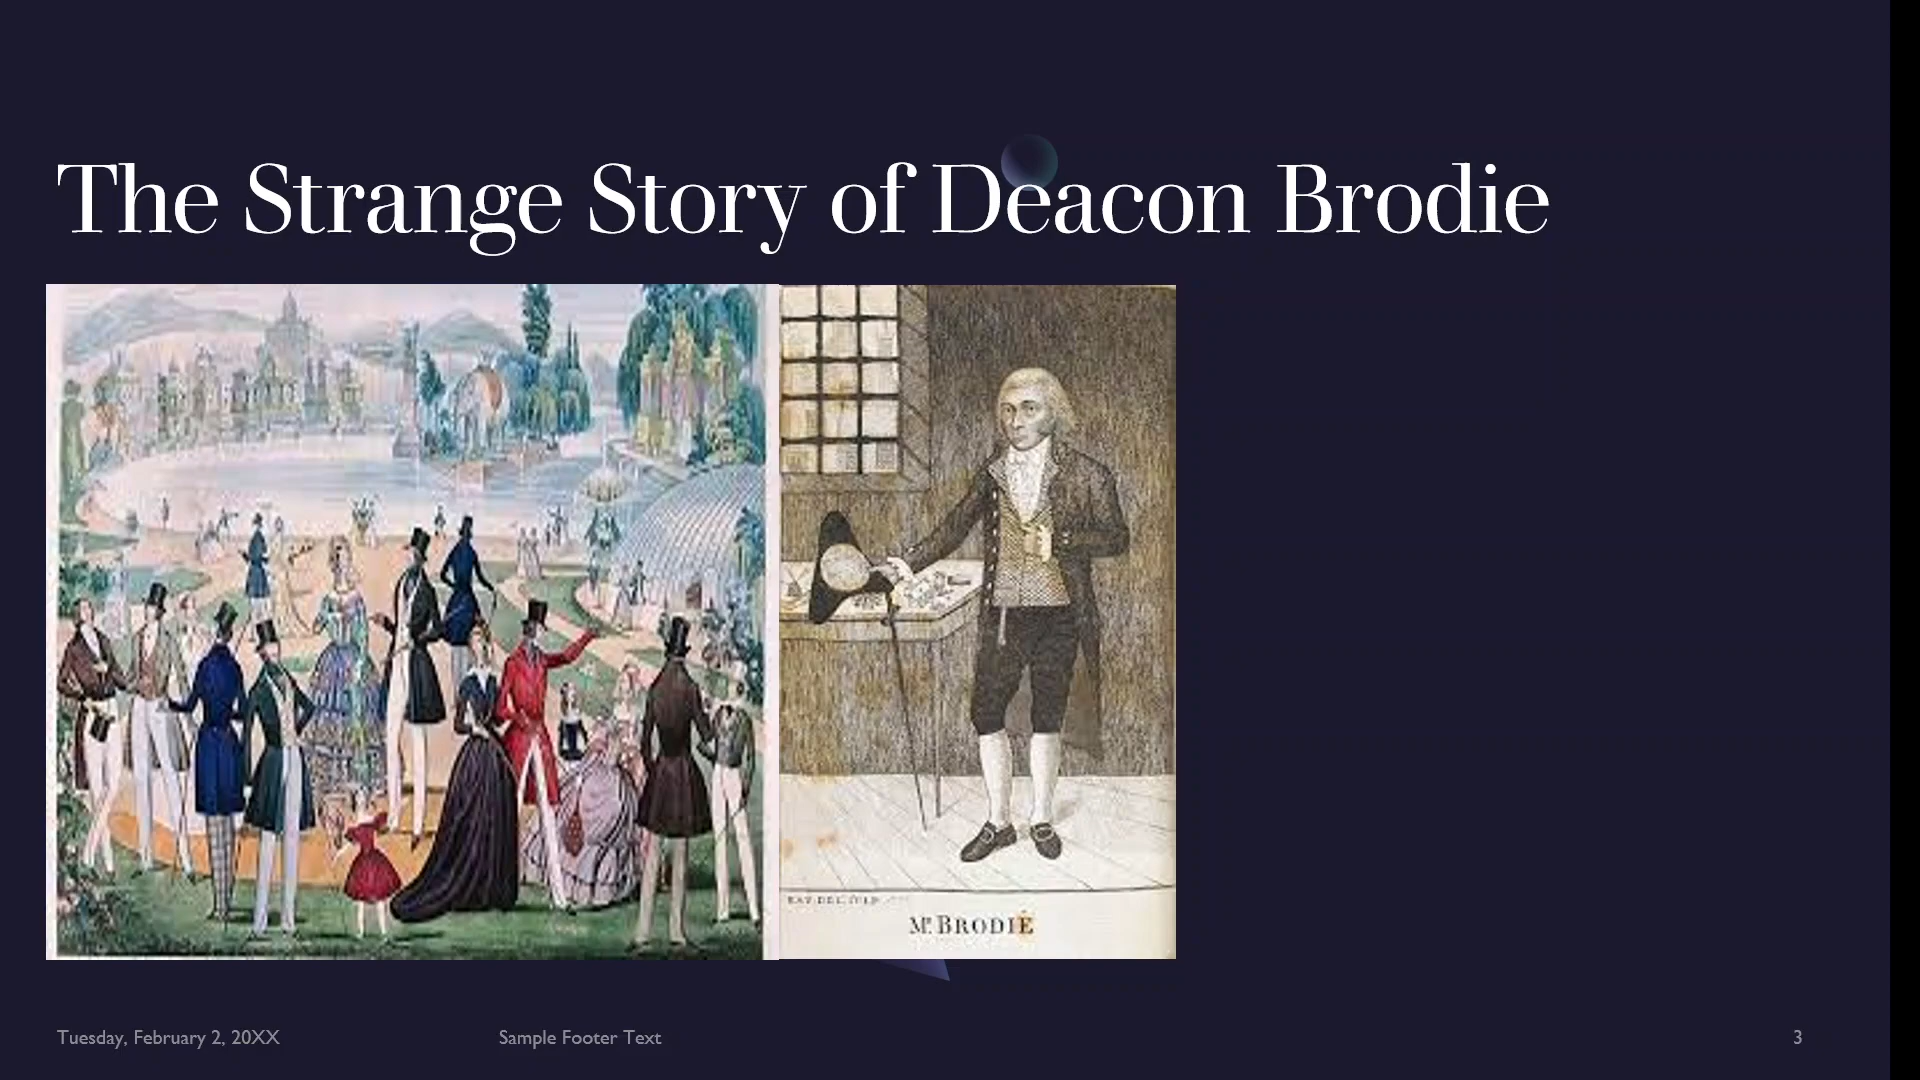 The Strange Story of Deacon Brodie
Mr. BRODIE
Tuesday, February 2, 20XX
Sample Footer Text
3